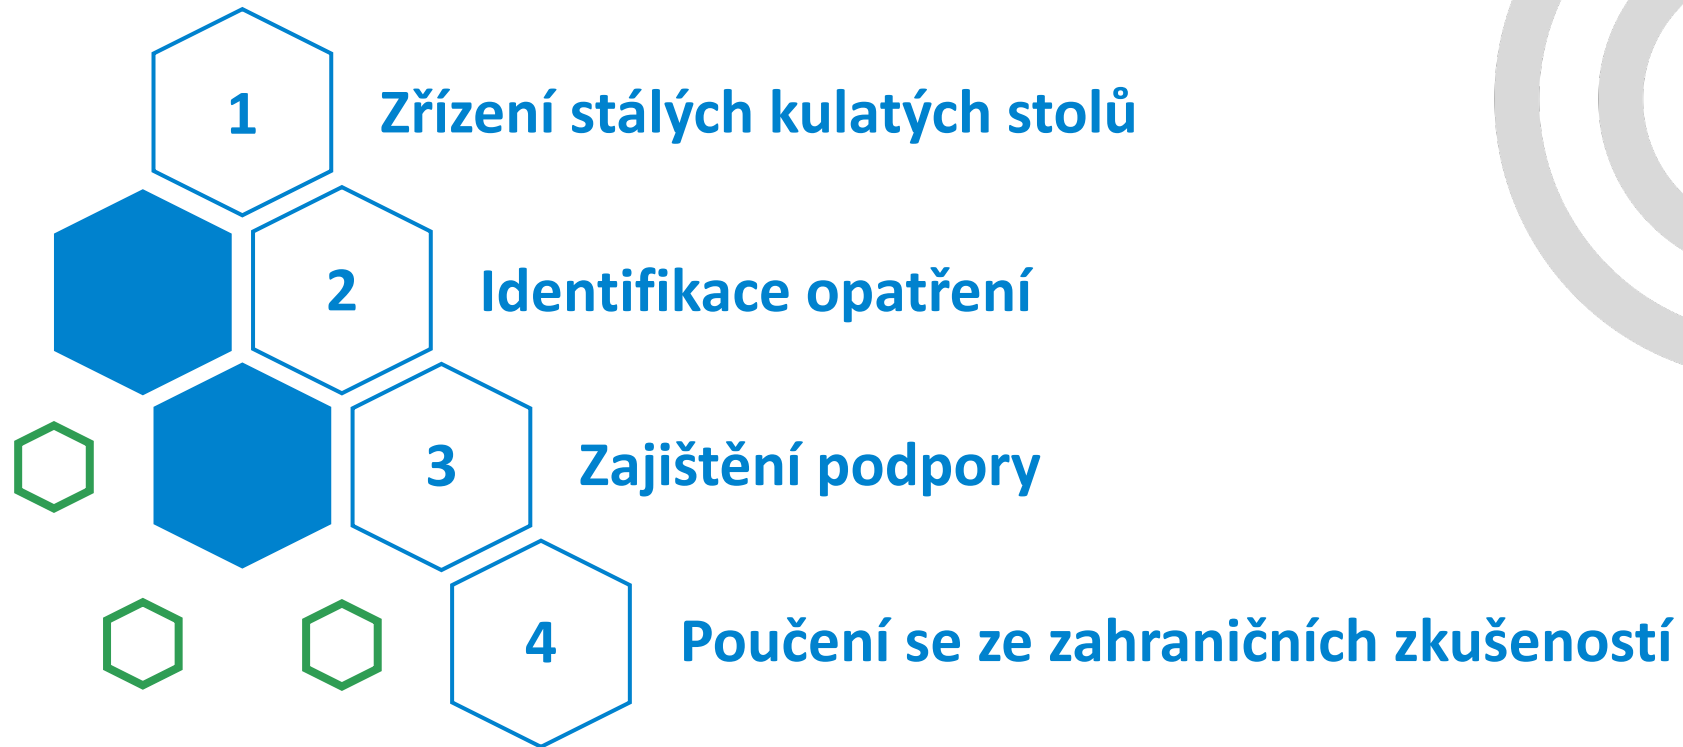 1 Zřízení stálých kulatých stolů
2 Identifikace opatření
3 Zajištění podpory
4 Poučení se ze zahraničních zkušeností